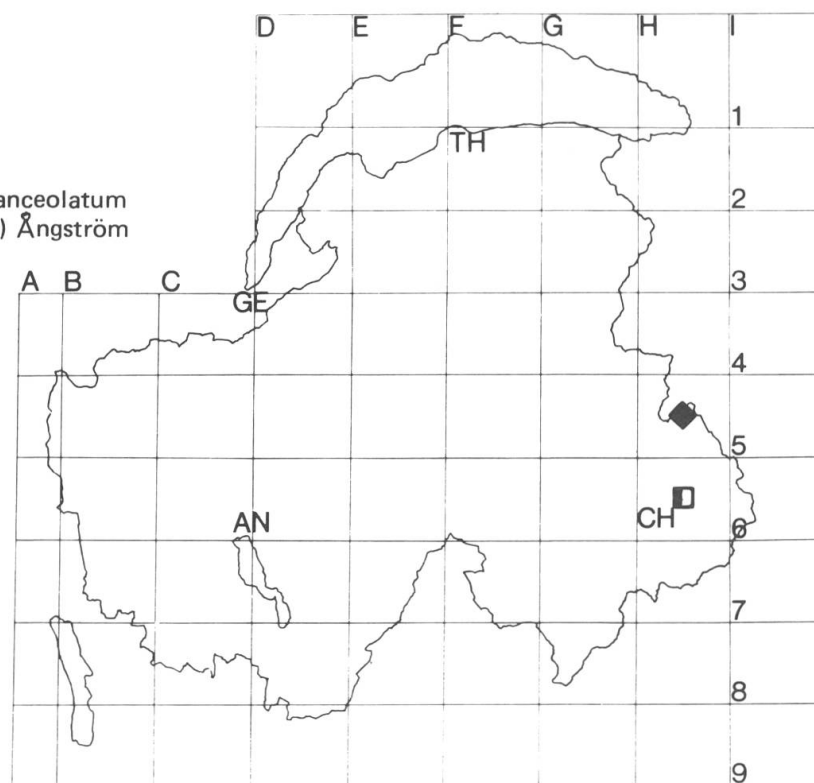 D E F G H I
1
TH
anceolatum
2
) Ångström
A B C
3
GE
4
5
CH
AN
6
7
8
9